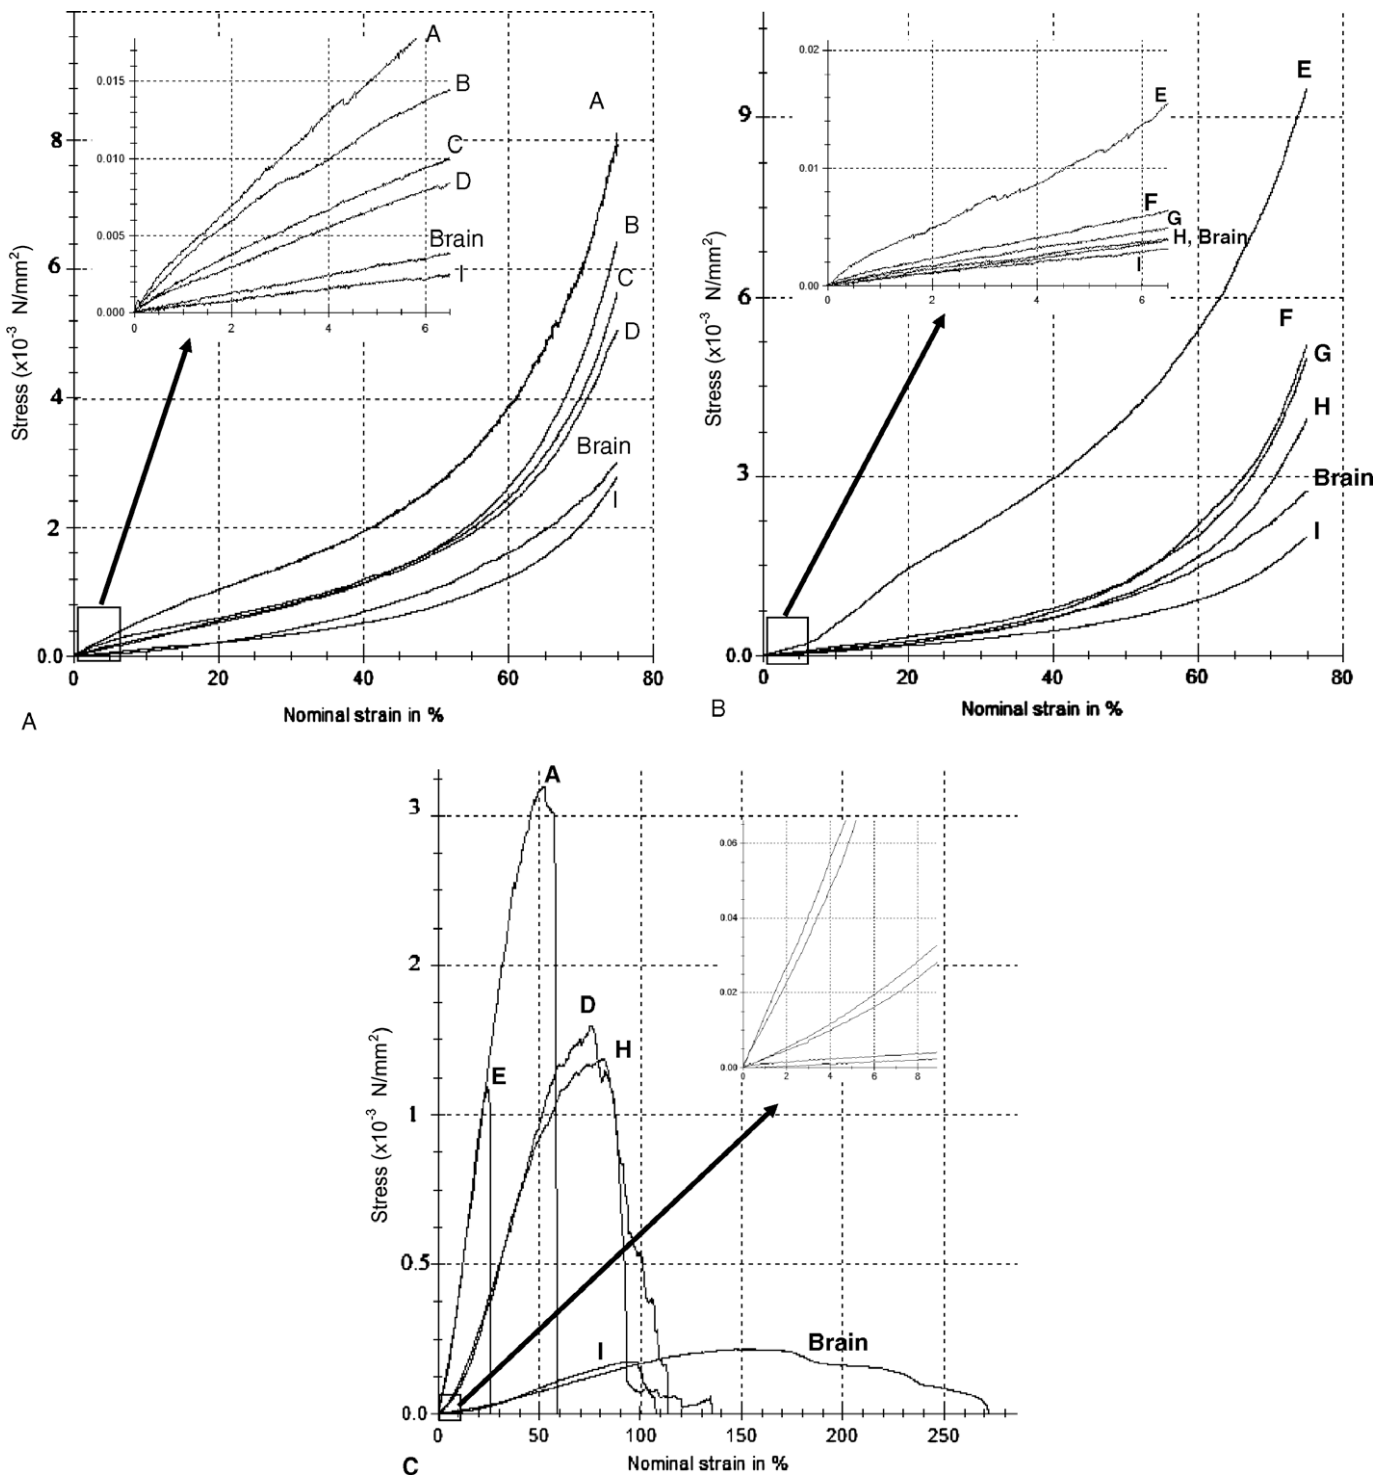 A
0.015
B
C
0.010
D
0.005
Brain
I
0.000
0 2 4 6
8
6
4
2
0.0
A
B
C
D
Brain
I
0 20 40 60 80
Stress (x10-3 N/mm2)
Nominal strain in %
A
0.02
E
0.01
F
G
H, Brain
I
0.00
0 2 4 6
9
6
3
0.0
E
F
G
H
Brain
I
0 20 40 60 80
Stress (x10-3 N/mm2)
Nominal strain in %
B
A
3
2
1
0.5
0.0
D
H
E
I
Brain
0.06
0.04
0.02
0.00
0 2 4 6 8
0 50 100 150 200 250
Stress (x10-3 N/mm2)
Nominal strain in %
C